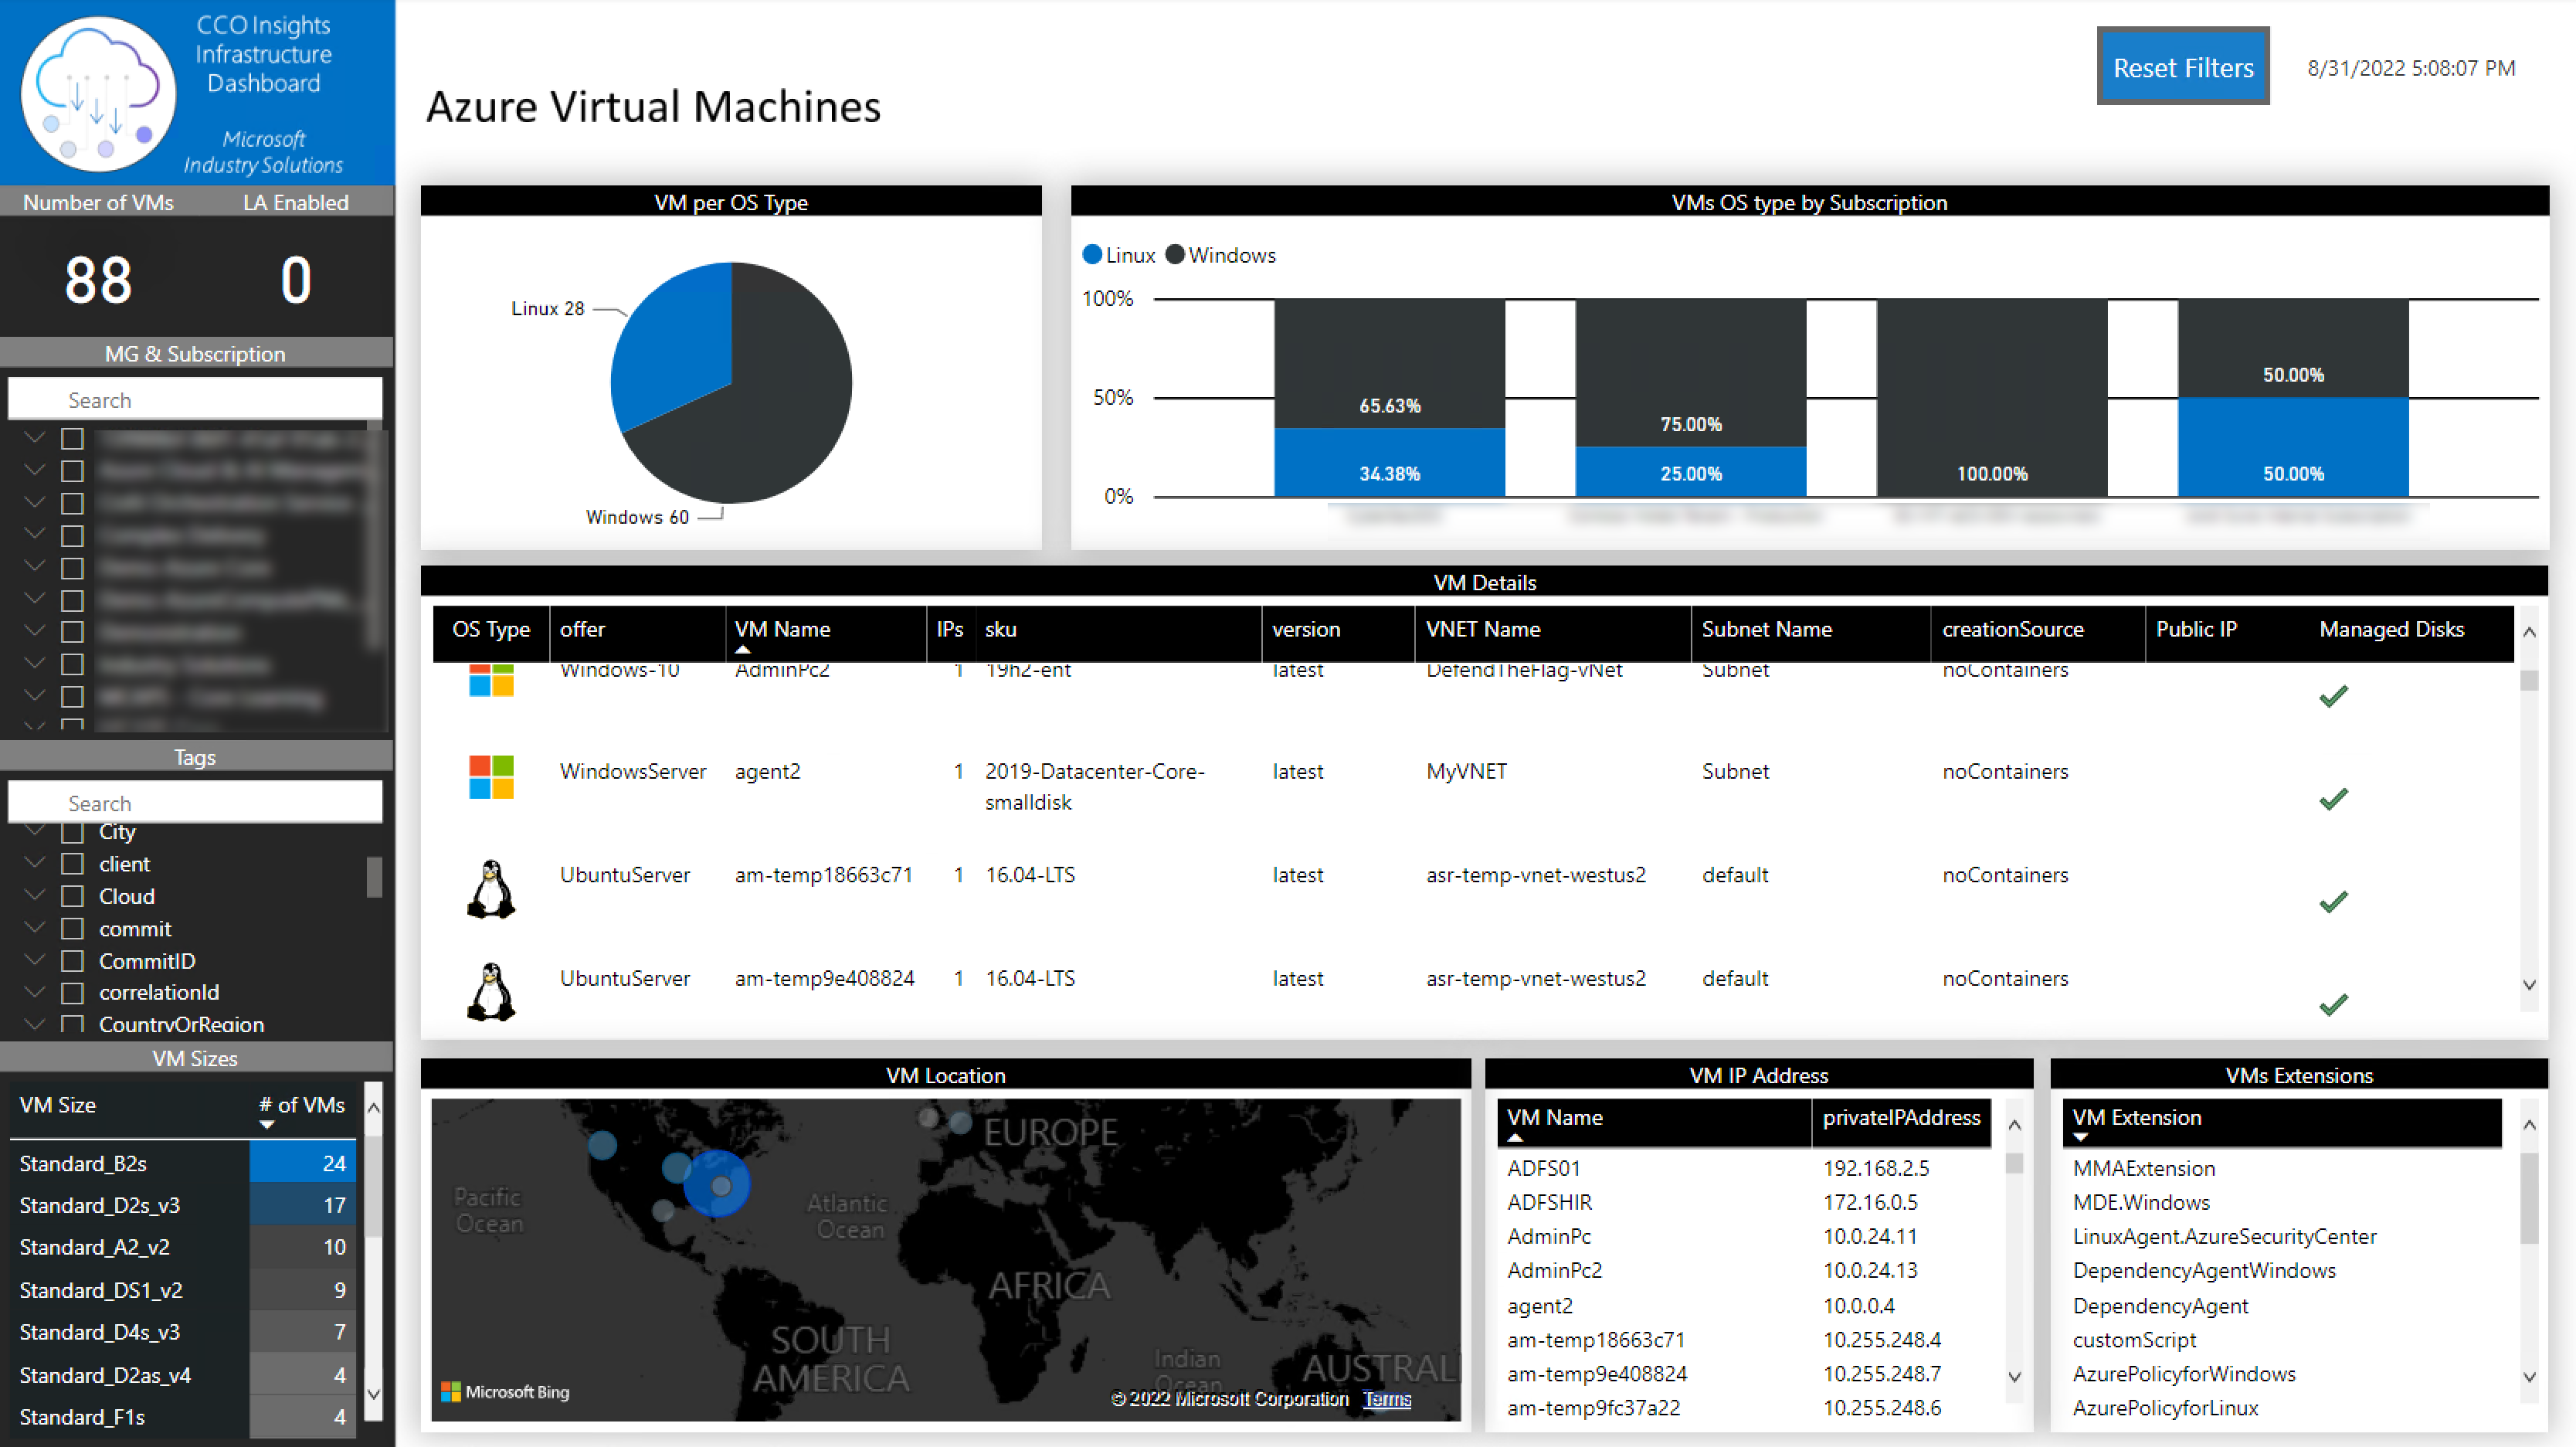 CCO Insights
Infrastructure
Dashboard
Microsoft
Industry Solutions
Reset Filters
8/31/2022 5:08:07 PM
Azure Virtual Machines
Number of VMs LA Enabled
88 0
MG & Subscription
Search
Tags
Search
City
client
Cloud
commit
CommitID
correlationId
CountryOrRegion
VM Sizes
VM Size # of VMs
Standard_B2s 24
Standard_D2s_v3 17
Standard_A2_v2 10
Standard_DS1_v2 9
Standard_D4s_v3 7
Standard_D2as_v4 4
Standard_F1s 4
VM per OS Type
Linux 28
Windows 60
VMs OS type by Subscription
Linux Windows
100%
50%
0%
65.63% 75.00% 100.00% 50.00%
34.38% 25.00% 50.00%
VM Details
OS Type offer VM Name IPs sku version VNET Name Subnet Name creationSource Public IP Managed Disks
Windows-10 AdminPc2 1 19h2-ent latest DefendTheFlag-vNet Subnet noContainers
WindowsServer agent2 1 2019-Datacenter-Core- latest MyVNET Subnet noContainers
smalldisk
UbuntuServer am-temp18663c71 1 16.04-LTS latest asr-temp-vnet-westus2 default noContainers
UbuntuServer am-temp9e408824 1 16.04-LTS latest asr-temp-vnet-westus2 default noContainers
VM Location
EUROPE
Pacific
Ocean
Atlantic
Ocean
AFRICA
SOUTH
AMERICA
Indian
Ocean
AUSTRAL
Microsoft Bing
© 2022 Microsoft Corporation Terms
VM IP Address
VM Name privateIPAddress
ADFS01 192.168.2.5
ADFSHIR 172.16.0.5
AdminPc 10.0.24.11
AdminPc2 10.0.24.13
agent2 10.0.0.4
am-temp18663c71 10.255.248.4
am-temp9e408824 10.255.248.7
am-temp9fc37a22 10.255.248.6
VMs Extensions
VM Extension
MMAExtension
MDE.Windows
LinuxAgent.AzureSecurityCenter
DependencyAgentWindows
DependencyAgent
customScript
AzurePolicyforWindows
AzurePolicyforLinux